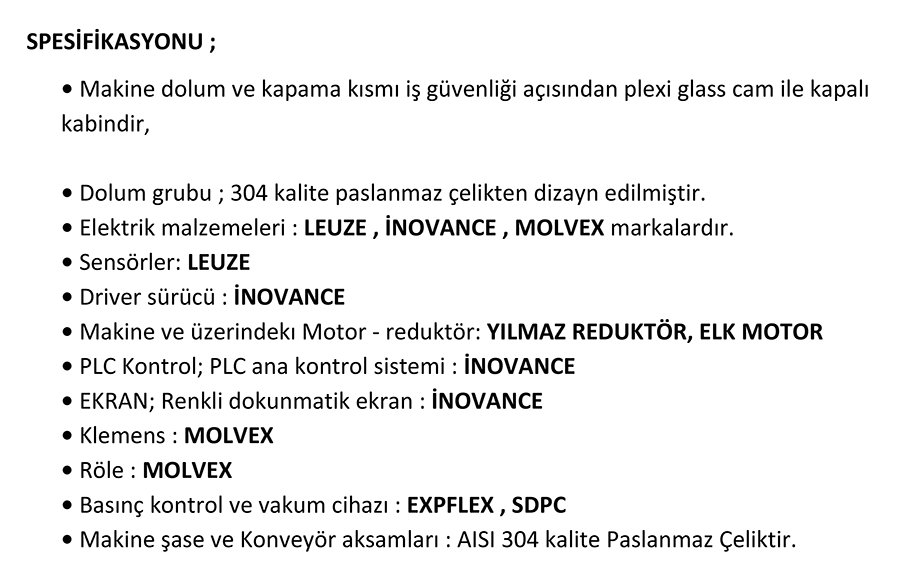 SPESİFİKASYONU ;
• Makine dolum ve kapama kısmı iş güvenliği açısından plexi glass cam ile kapalı
kabindir,
• Dolum grubu ; 304 kalite paslanmaz çelikten dizayn edilmiştir.
• Elektrik malzemeleri : LEUZE , İNOVANCE , MOLVEX markalardır.
• Sensörler: LEUZE
• Driver sürücü : İNOVANCE
• Makine ve üzerindekı Motor - reduktör: YILMAZ REDUKTÖR, ELK MOTOR
• PLC Kontrol; PLC ana kontrol sistemi : İNOVANCE
• EKRAN; Renkli dokunmatik ekran : İNOVANCE
• Klemens : MOLVEX
• Röle : MOLVEX
• Basınç kontrol ve vakum cihazı : EXPFLEX , SDPC
• Makine şase ve Konveyör aksamları : AISI 304 kalite Paslanmaz Çeliktir.